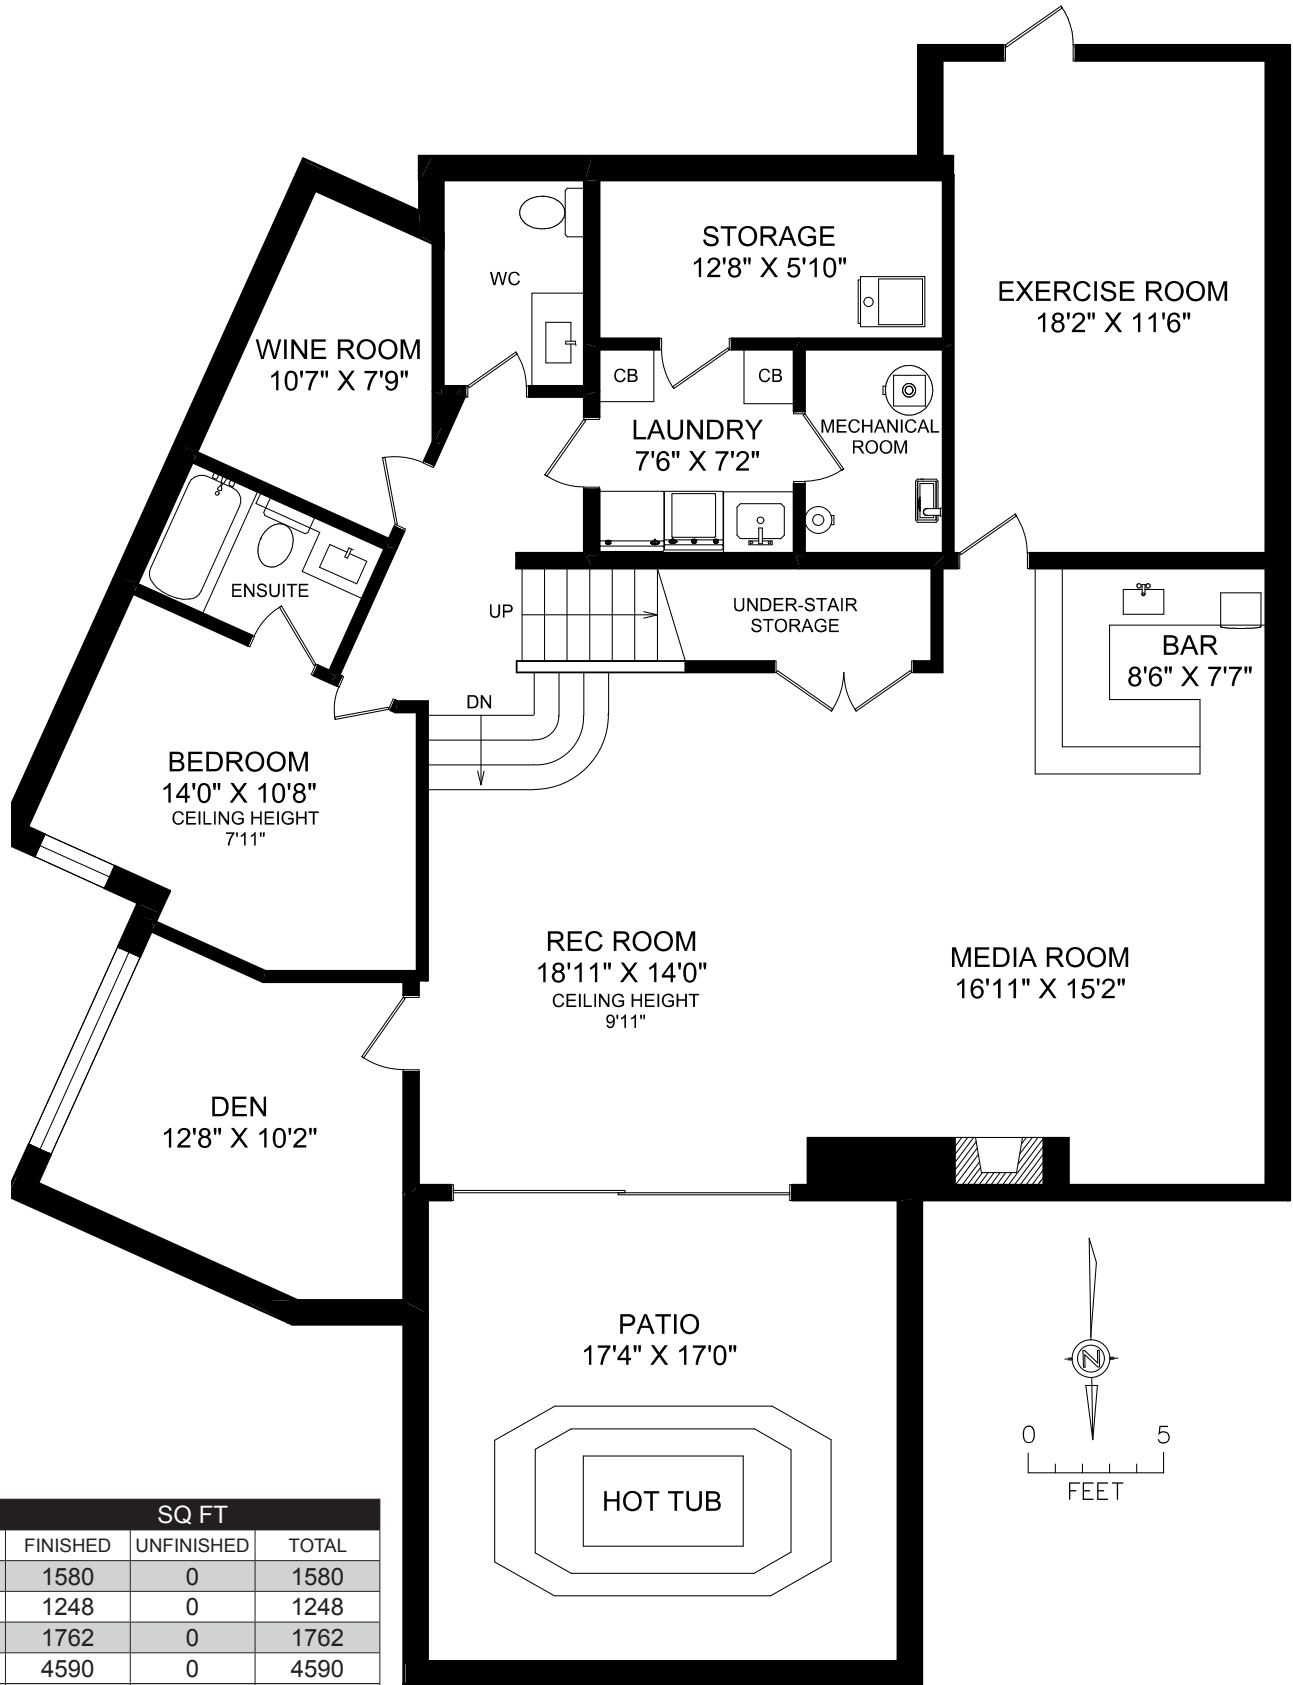 STORAGE
12'8" X 5'10"
EXERCISE ROOM
18'2" X 11'6"
WC
WINE ROOM
10'7" X 7'9"
CB
CB
LAUNDRY
7'6" X 7'2"
MECHANICAL
ROOM
ENSUITE
UP
UNDER-STAIR
STORAGE
BAR
8'6" X 7'7"
DN
BEDROOM
14'0" X 10'8"
CEILING HEIGHT
7'11"
REC ROOM
18'11" X 14'0"
CEILING HEIGHT
9'11"
MEDIA ROOM
16'11" X 15'2"
DEN
12'8" X 10'2"
PATIO
17'4" X 17'0"
HOT TUB
N
0 5
FEET
SQ FT
FINISHED UNFINISHED TOTAL
1580 0 1580
1248 0 1248
1762 0 1762
4590 0 4590